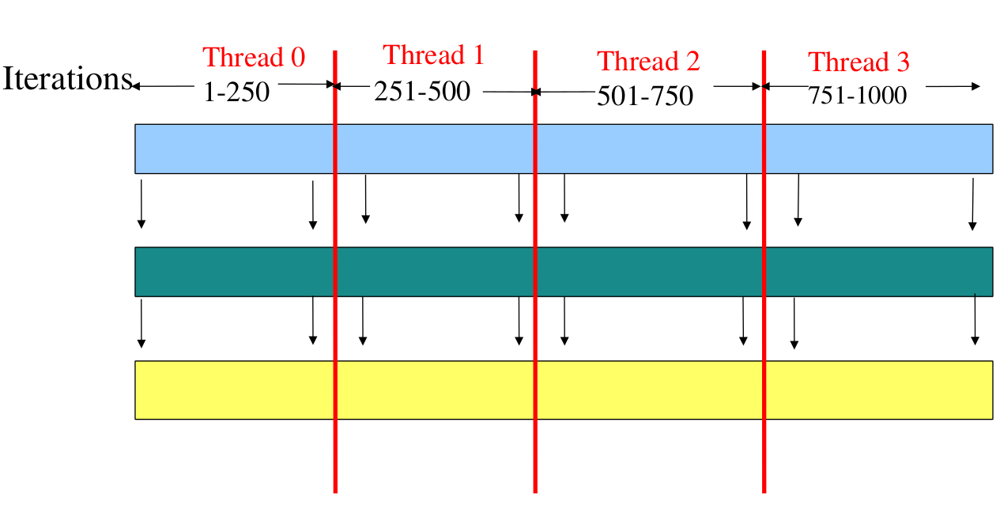 Thread 0
Thread 1
Thread 2
Thread 3
Iterations
1-250
251-500
501-750
751-1000